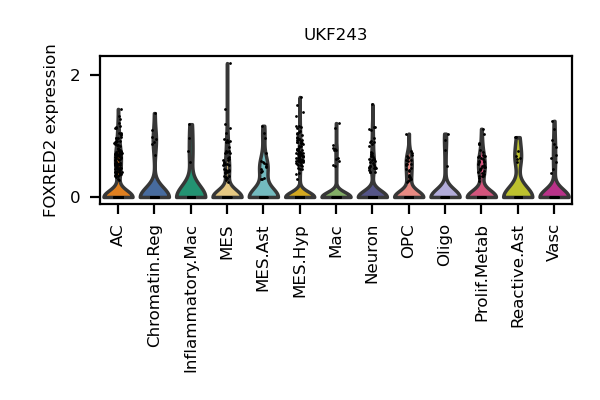 UKF243
FOXRED2 expression
2
0
AC
Chromatin.Reg
Inflammatory.Mac
MES
MES.Ast
MES.Hyp
Mac
Neuron
OPC
Oligo
Prolif.Metab
Reactive.Ast
Vasc